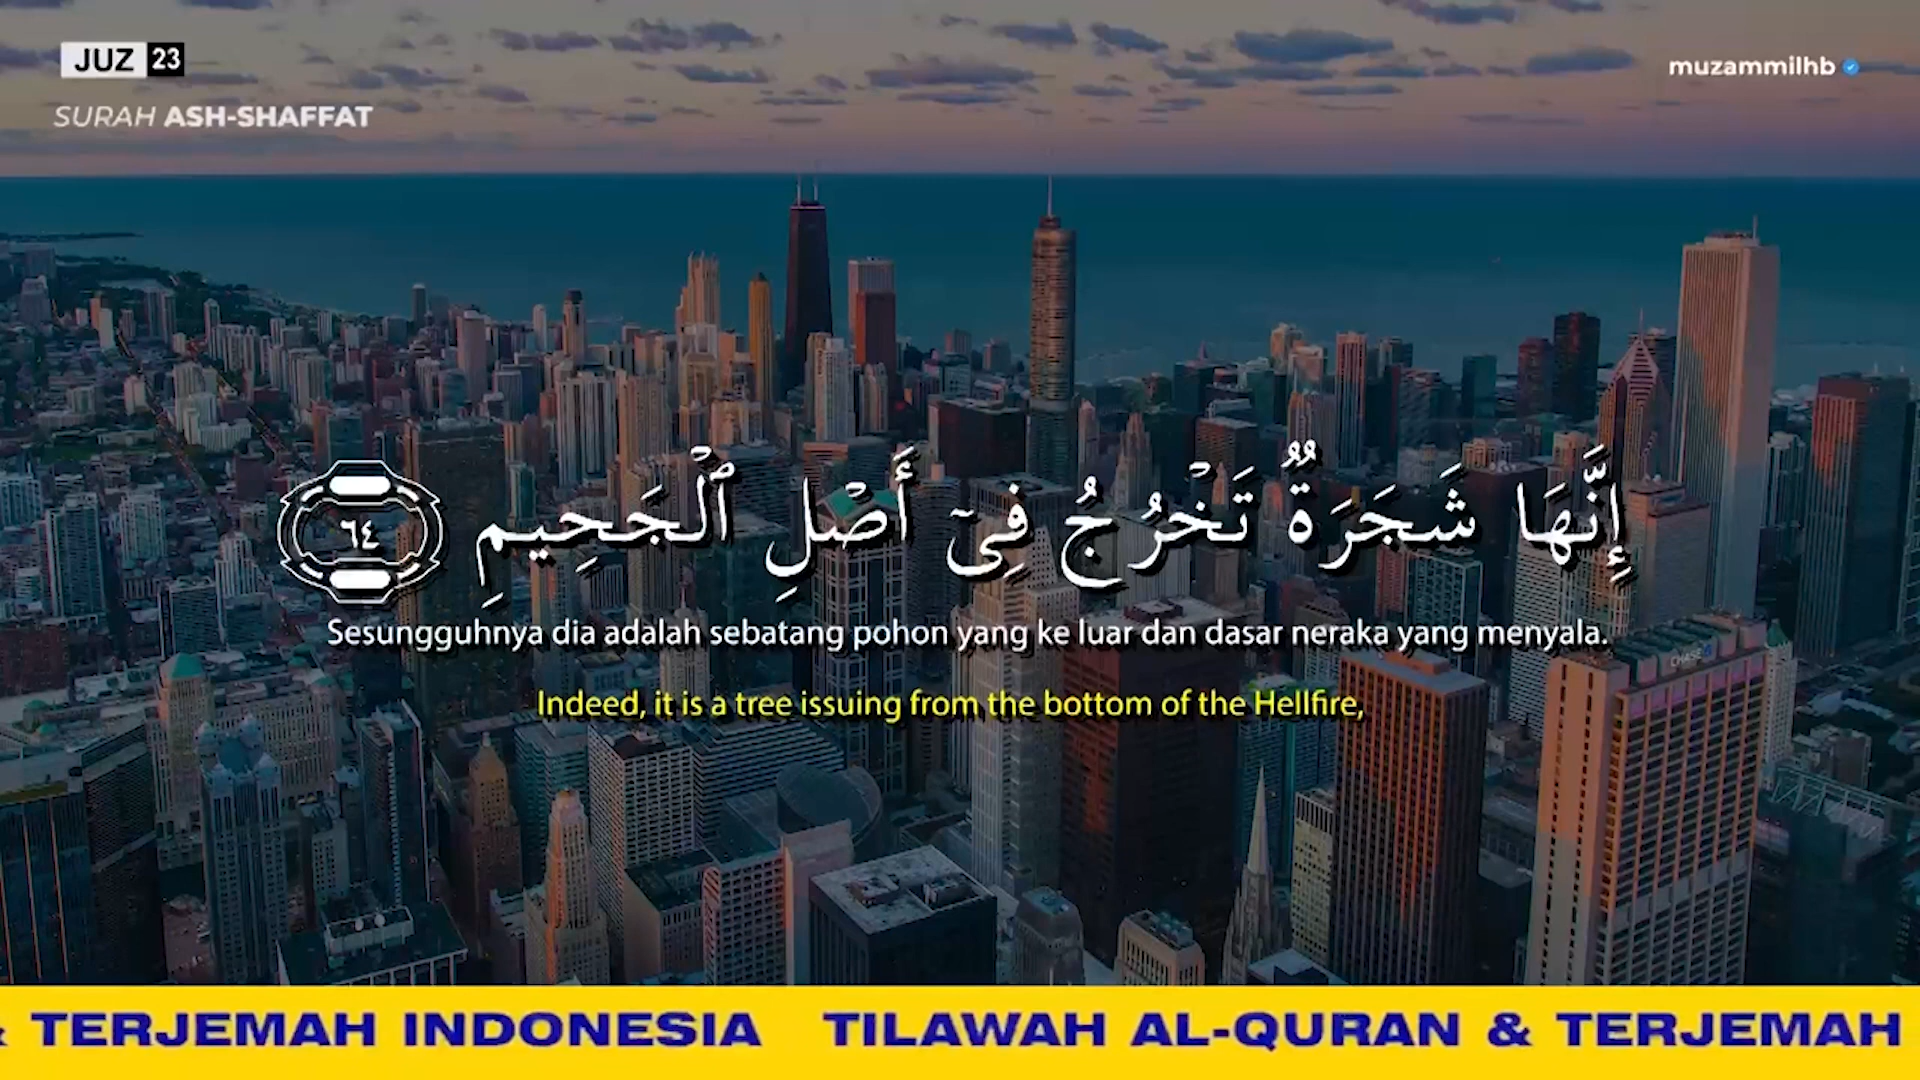 JUZ 23
muzammilhb
SURAH ASH-SHAFFAT
إِنَّهَا شَجَرَةٌ تَخْرُجُ فِىٓ أَصْلِ ٱلْجَحِيمِ ٦٤
Sesungguhnya dia adalah sebatang pohon yang ke luar dan dasar neraka yang menyala.
Indeed, it is a tree issuing from the bottom of the Hellfire,
CHASE
& TERJEMAH INDONESIA TILAWAH AL-QURAN & TERJEMAH